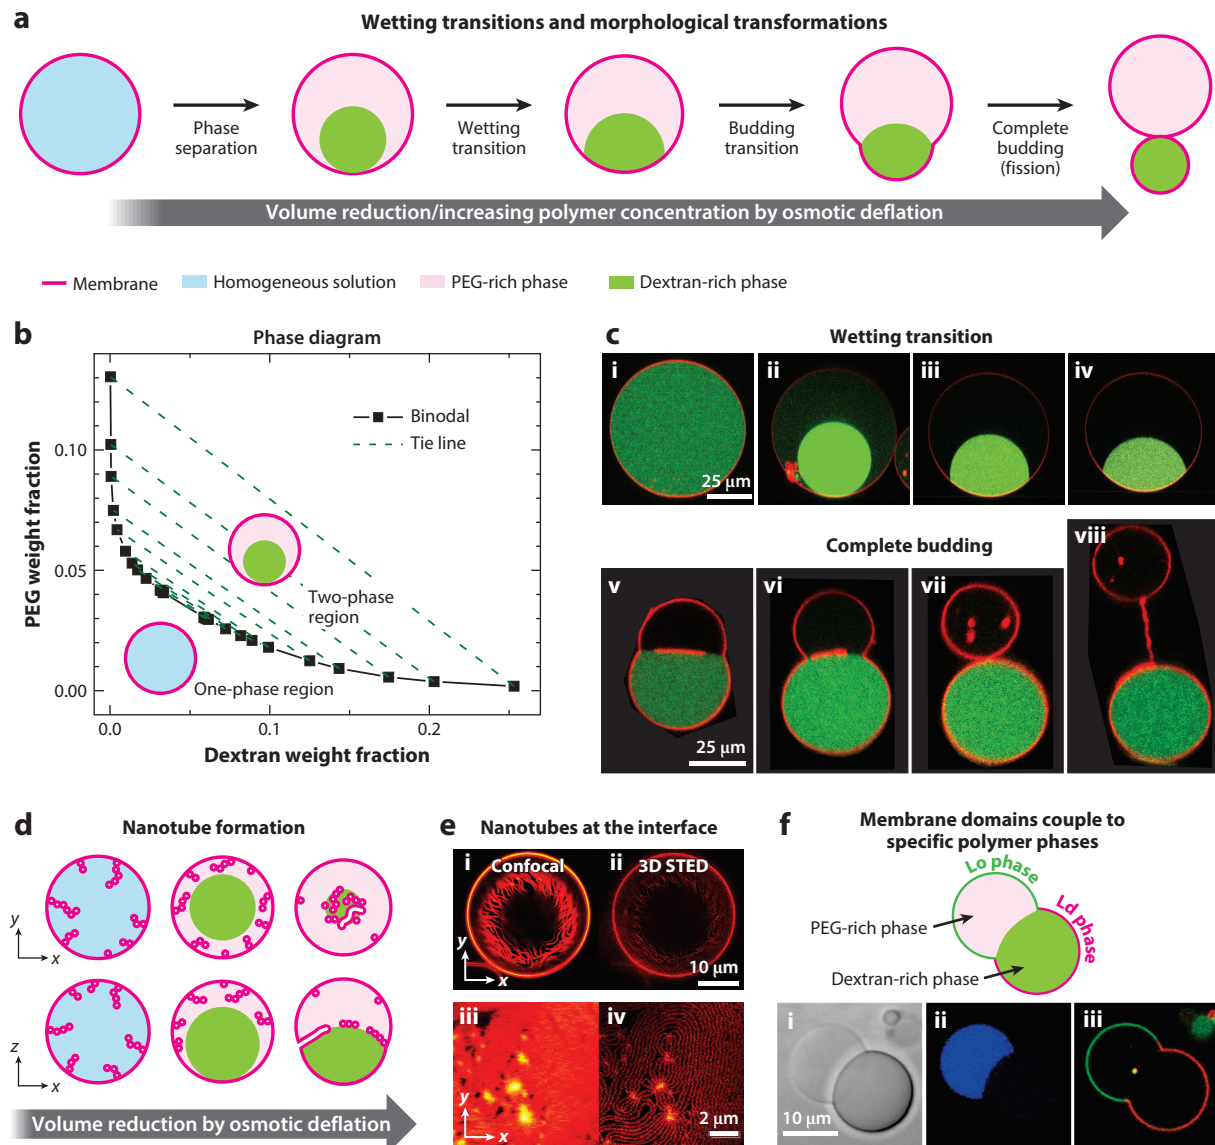 a
Wetting transitions and morphological transformations
Phase
separation
Wetting
transition
Budding
transition
Complete
budding
(fission)
Volume reduction/increasing polymer concentration by osmotic deflation
Membrane
Homogeneous solution
PEG-rich phase
Dextran-rich phase
b
Phase diagram
PEG weight fraction
0.10
0.05
0.00
Binodal
Tie line
Two-phase
region
One-phase region
0.0
0.1
0.2
Dextran weight fraction
c
Wetting transition
i
ii
iii
iv
25 μm
Complete budding
v
vi
vii
viii
25 μm
d
Nanotube formation
y
x
z
x
Volume reduction by osmotic deflation
e
Nanotubes at the interface
i
Confocal
ii
3D STED
y
x
10 μm
iii
iv
y
x
2 μm
f
Membrane domains couple to
specific polymer phases
Lo phase
Ld phase
PEG-rich phase
Dextran-rich phase
i
ii
iii
10 μm